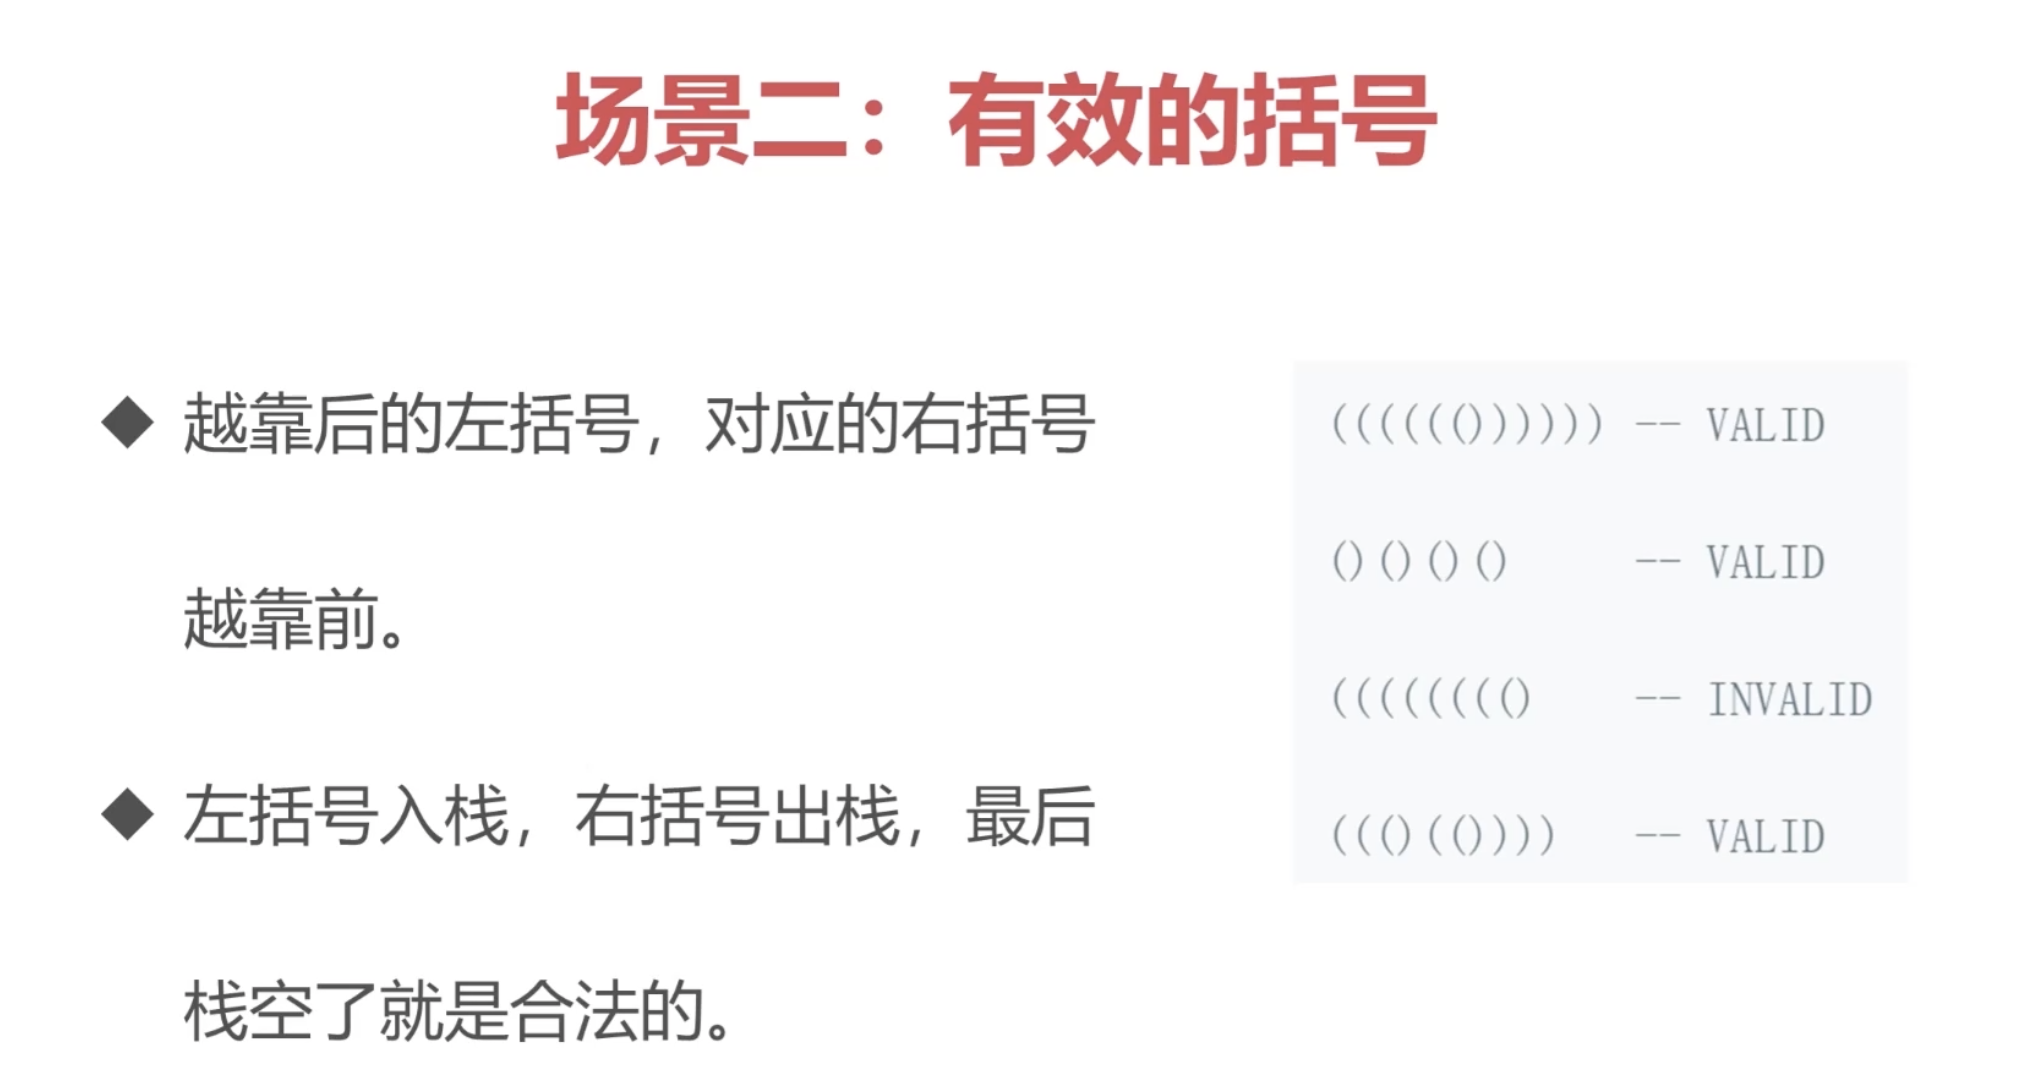 场景二：有效的括号
◆ 越靠后的左括号，对应的右括号
越靠前。
◆ 左括号入栈，右括号出栈，最后
栈空了就是合法的。
(((((()))))) -- VALID
()()()() -- VALID
(((((((() -- INVALID
((()(()))) -- VALID